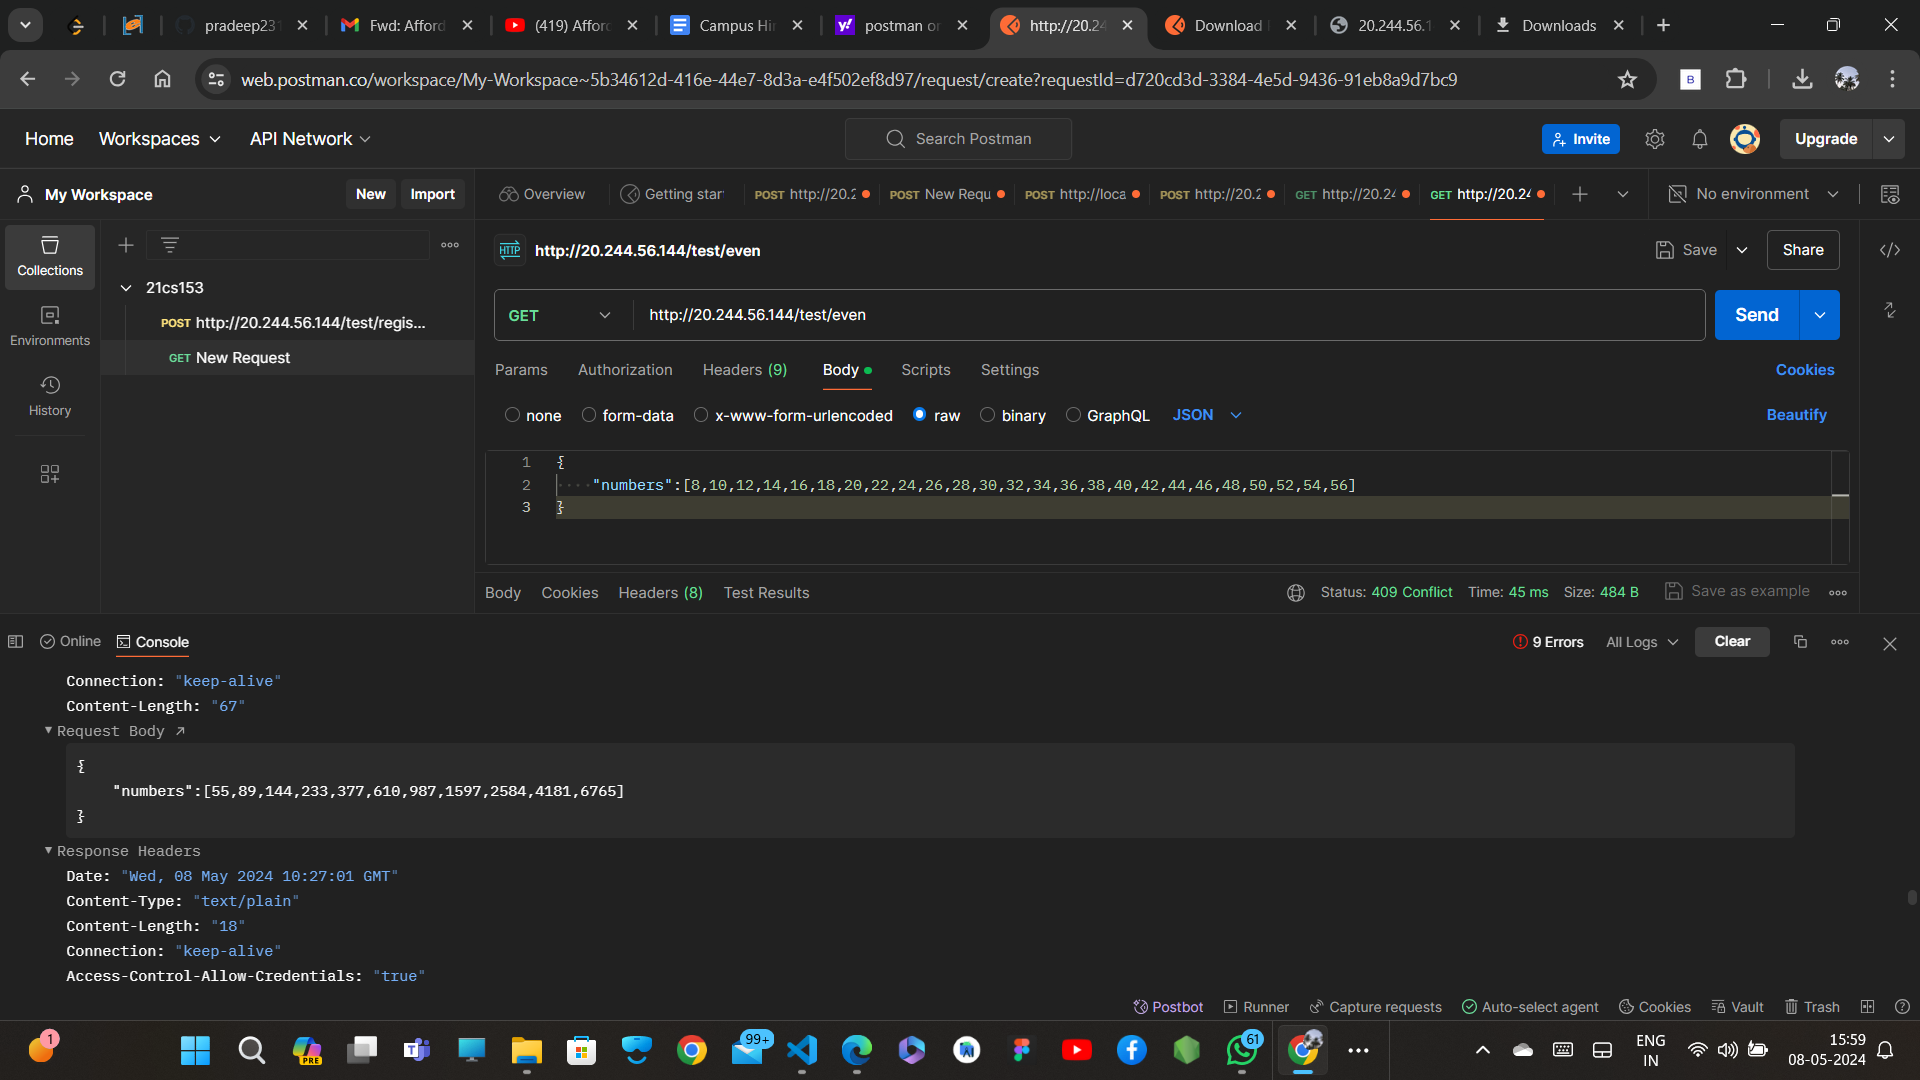 pradeep231
Fwd: Afford
(419) Affor
Campus Hi
postman o
http://20.24
Download
20.244.56.1
Downloads
web.postman.co/workspace/My-Workspace~5b34612d-416e-44e7-8d3a-e4f502ef8d97/request/create?requestId=d720cd3d-3384-4e5d-9436-91eb8a9d7bc9
B
Home
Workspaces
API Network
Search Postman
Invite
Upgrade
My Workspace
New
Import
Overview
Getting star
POST http://20.2
POST New Requ
POST http://loca
POST http://20.2
GET http://20.24
GET http://20.24
No environment
Collections
Environments
History
21cs153
POST http://20.244.56.144/test/regis...
GET New Request
HTTP
http://20.244.56.144/test/even
Save
Share
GET
http://20.244.56.144/test/even
Send
Params
Authorization
Headers (9)
Body
Scripts
Settings
Cookies
none
form-data
x-www-form-urlencoded
raw
binary
GraphQL
JSON
Beautify
1 {
2 "numbers":[8,10,12,14,16,18,20,22,24,26,28,30,32,34,36,38,40,42,44,46,48,50,52,54,56]
3 }
Body
Cookies
Headers (8)
Test Results
Status: 409 Conflict
Time: 45 ms
Size: 484 B
Save as example
Online
Console
9 Errors
All Logs
Clear
Connection: "keep-alive"
Content-Length: "67"
Request Body
{
"numbers":[55,89,144,233,377,610,987,1597,2584,4181,6765]
}
Response Headers
Date: "Wed, 08 May 2024 10:27:01 GMT"
Content-Type: "text/plain"
Content-Length: "18"
Connection: "keep-alive"
Access-Control-Allow-Credentials: "true"
Postbot
Runner
Capture requests
Auto-select agent
Cookies
Vault
Trash
1
PRE
99+
61
ENG
IN
15:59
08-05-2024